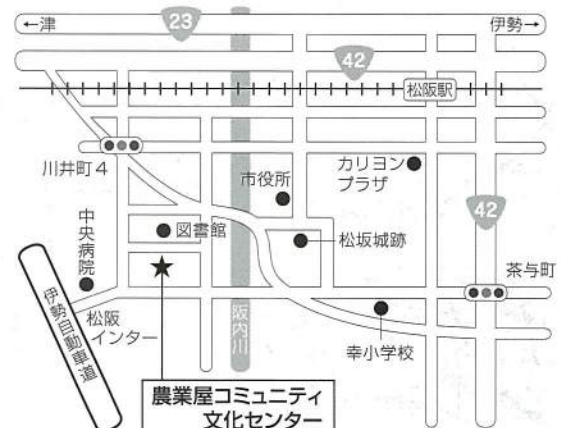 ←津
23
伊勢→
42
松阪駅
川井町4
市役所
カリヨン
プラザ
42
中央病院
図書館
松坂城跡
茶与町
伊勢自動車道
松阪
インター
阪内川
幸小学校
農業屋コミュニティ
文化センター